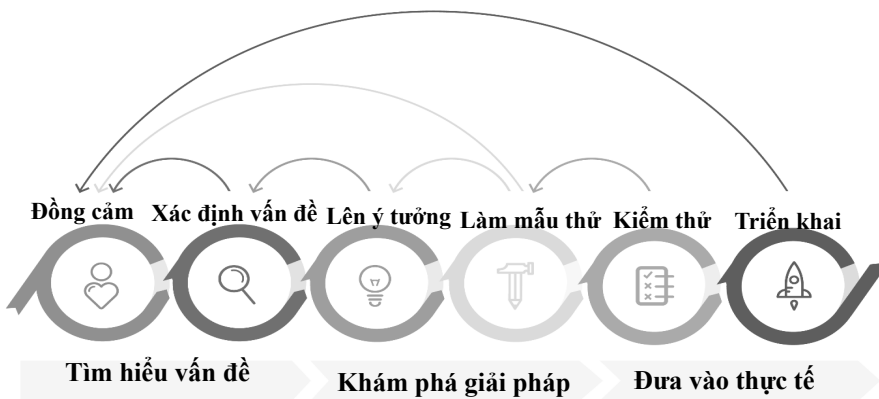 Đồng cảm
Xác định vấn đề
Lên ý tưởng
Làm mẫu thử
Kiểm thử
Triển khai
Tìm hiểu vấn đề
Khám phá giải pháp
Đưa vào thực tế